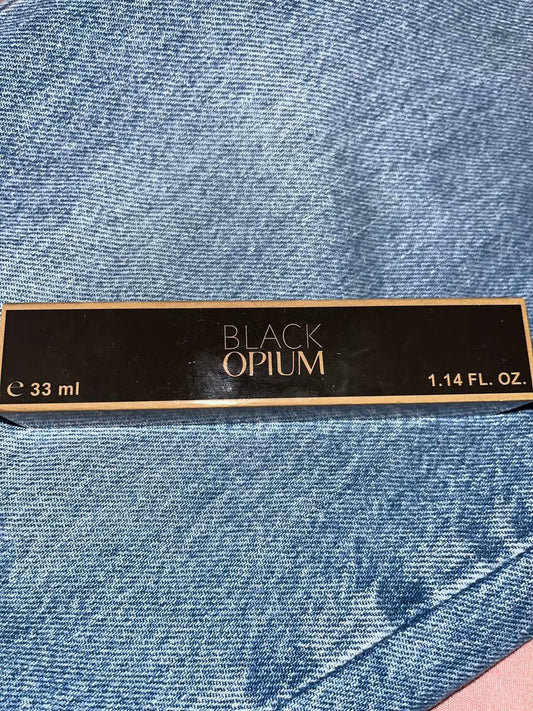 BLACK
OPIUM
℮ 33 ml
1.14 FL. OZ.